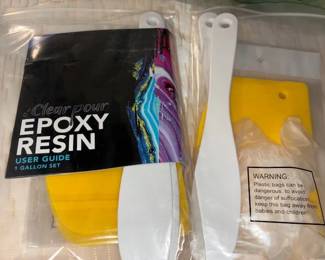 Clear pour
EPOXY
RESIN
USER GUIDE
1 GALLON SET
WARNING:
Plastic bags can be
dangerous. to avoid
danger of suffocation,
keep this bag away from
babies and children.